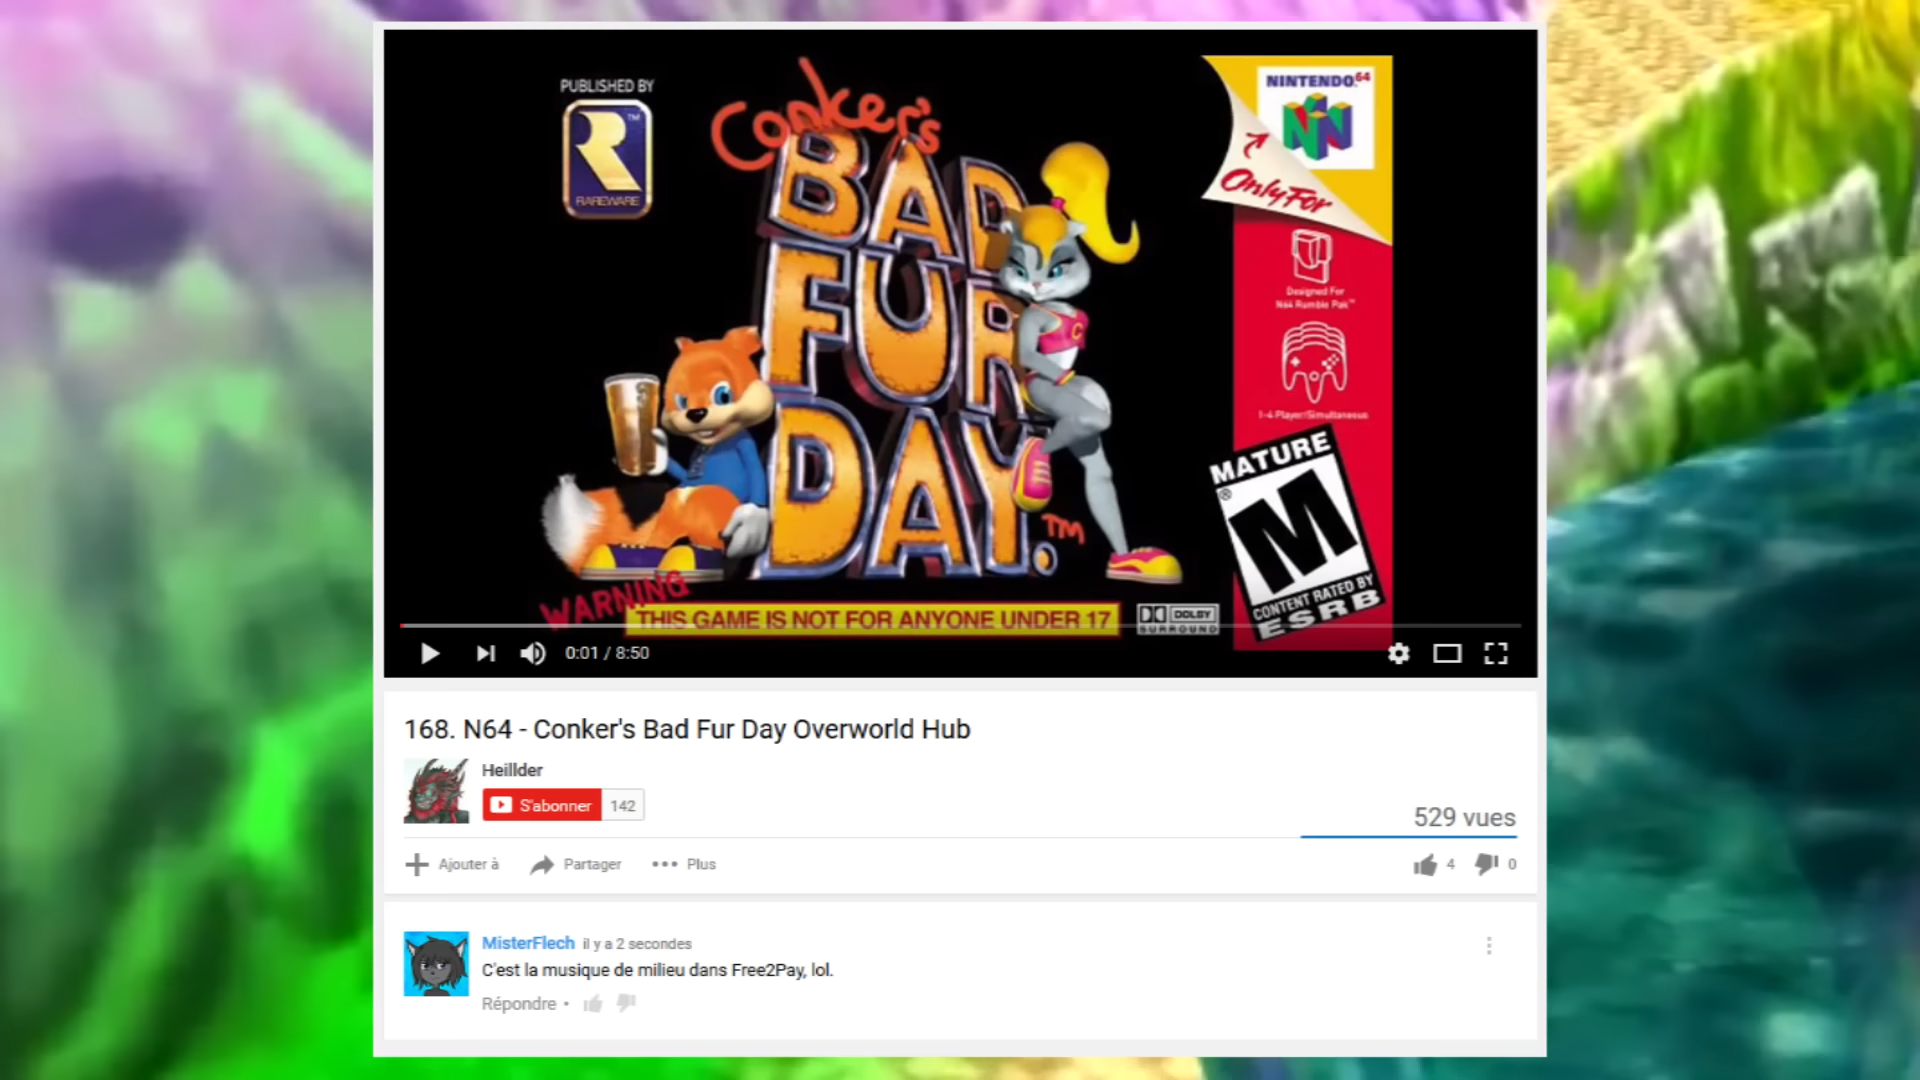 PUBLISHED BY
TM
RAREWARE
Conker's
BAD
FUR
DAY.
TM
C
NINTENDO 64
Only For
Designed For
N64 Rumble Pak™
1-4 Player/Simultaneous
MATURE
®
M
CONTENT RATED BY
ESRB
WARNING
THIS GAME IS NOT FOR ANYONE UNDER 17
DOLBY
SURROUND
0:01 / 8:50
168. N64 - Conker's Bad Fur Day Overworld Hub
Heillder
S'abonner 142
529 vues
Ajouter à Partager Plus
4 0
MisterFlech il y a 2 secondes
C'est la musique de milieu dans Free2Pay, lol.
Répondre •